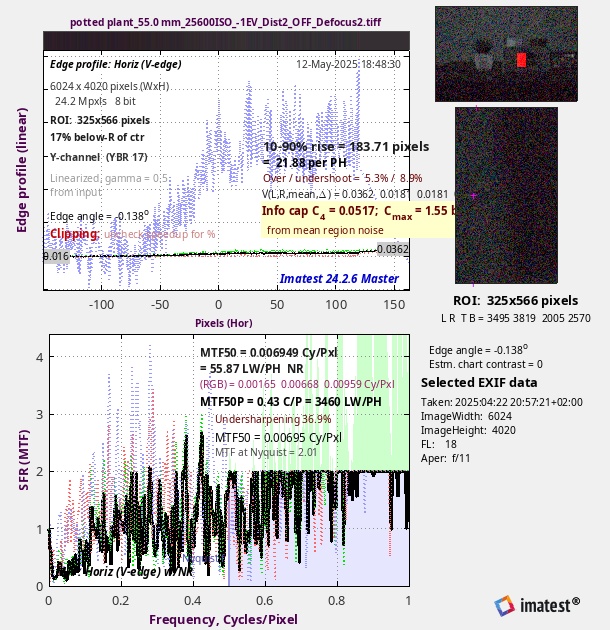 potted plant_55.0 mm_25600ISO_-1EV_Dist2_OFF_Defocus2.tiff
Edge profile: Horiz (V-edge)
12-May-2025 18:48:30
6024 x 4020 pixels (WxH)
24.2 Mpxls   8 bit
ROI:  325x566 pixels
17% below-R of ctr
Y-channel  (YBR 17)
Linearized, gamma = 0.5
from input
Edge angle = -0.138°
Clipping:
10-90% rise = 183.71 pixels
=  21.88 per PH
Over / undershoot =  5.3% /  8.9%
V(L,R,mean,Δ) = 0.0362,  0.0181  0.0181
Info cap C4 = 0.0517;  Cmax = 1.55 b
from mean region noise
0.016
0.0362
Imatest 24.2.6 Master
Edge profile (linear)
-100 -50 0 50 100 150
Pixels (Hor)
ROI:  325x566 pixels
L R  T B = 3495 3819  2005 2570
Edge angle = -0.138°
Estm. chart contrast = 0
Selected EXIF data
Taken: 2025:04:22 20:57:21+02:00
ImageWidth:  6024
ImageHeight:  4020
FL:   18
Aper:  f/11
MTF50 = 0.006949 Cy/Pxl
= 55.87 LW/PH  NR
(RGB) = 0.00165  0.00668  0.00959 Cy/Pxl
MTF50P = 0.43 C/P = 3460 LW/PH
Undersharpening 36.9%
MTF50 = 0.00695 Cy/Pxl
MTF at Nyquist = 2.01
SFR (MTF)
4
3
2
1
0
Nyquist
Horiz (V-edge) w/NR
0 0.2 0.4 0.6 0.8 1
Frequency, Cycles/Pixel
imatest®